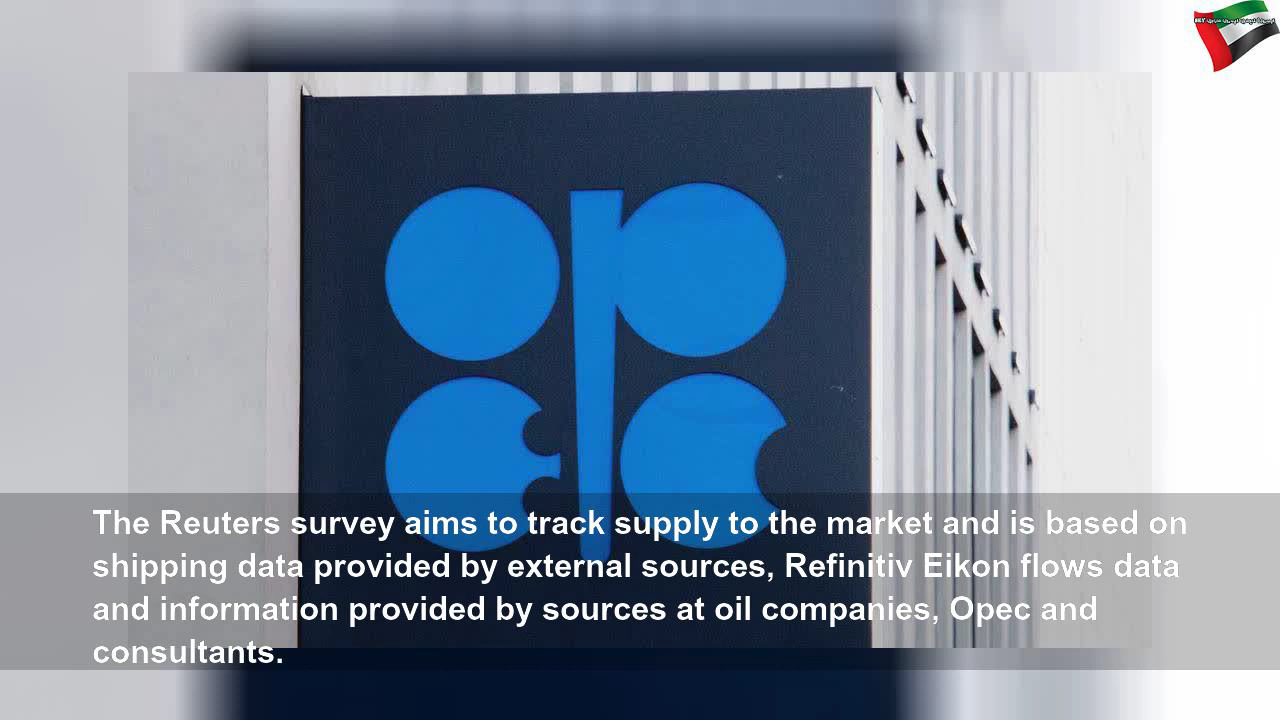 The Reuters survey aims to track supply to the market and is based on
shipping data provided by external sources, Refinitiv Eikon flows data
and information provided by sources at oil companies, Opec and
consultants.